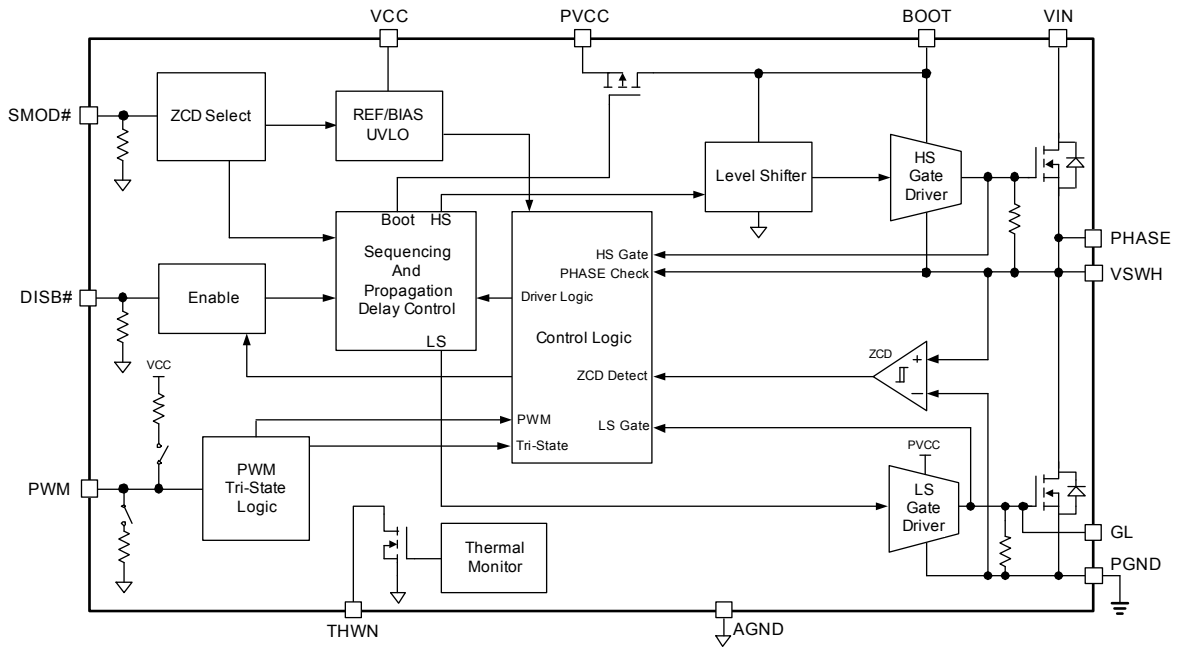 VCC
PVCC
BOOT
VIN
SMOD#
ZCD Select
REF/BIAS
UVLO
Level Shifter
HS
Gate
Driver
Boot
HS
Sequencing
And
Propagation
Delay Control
LS
HS Gate
PHASE Check
Driver Logic
Control Logic
ZCD Detect
LS Gate
PWM
Tri-State
PHASE
VSWH
DISB#
Enable
VCC
ZCD
+
−
PWM
PWM
Tri-State
Logic
PVCC
LS
Gate
Driver
GL
PGND
Thermal
Monitor
THWN
AGND